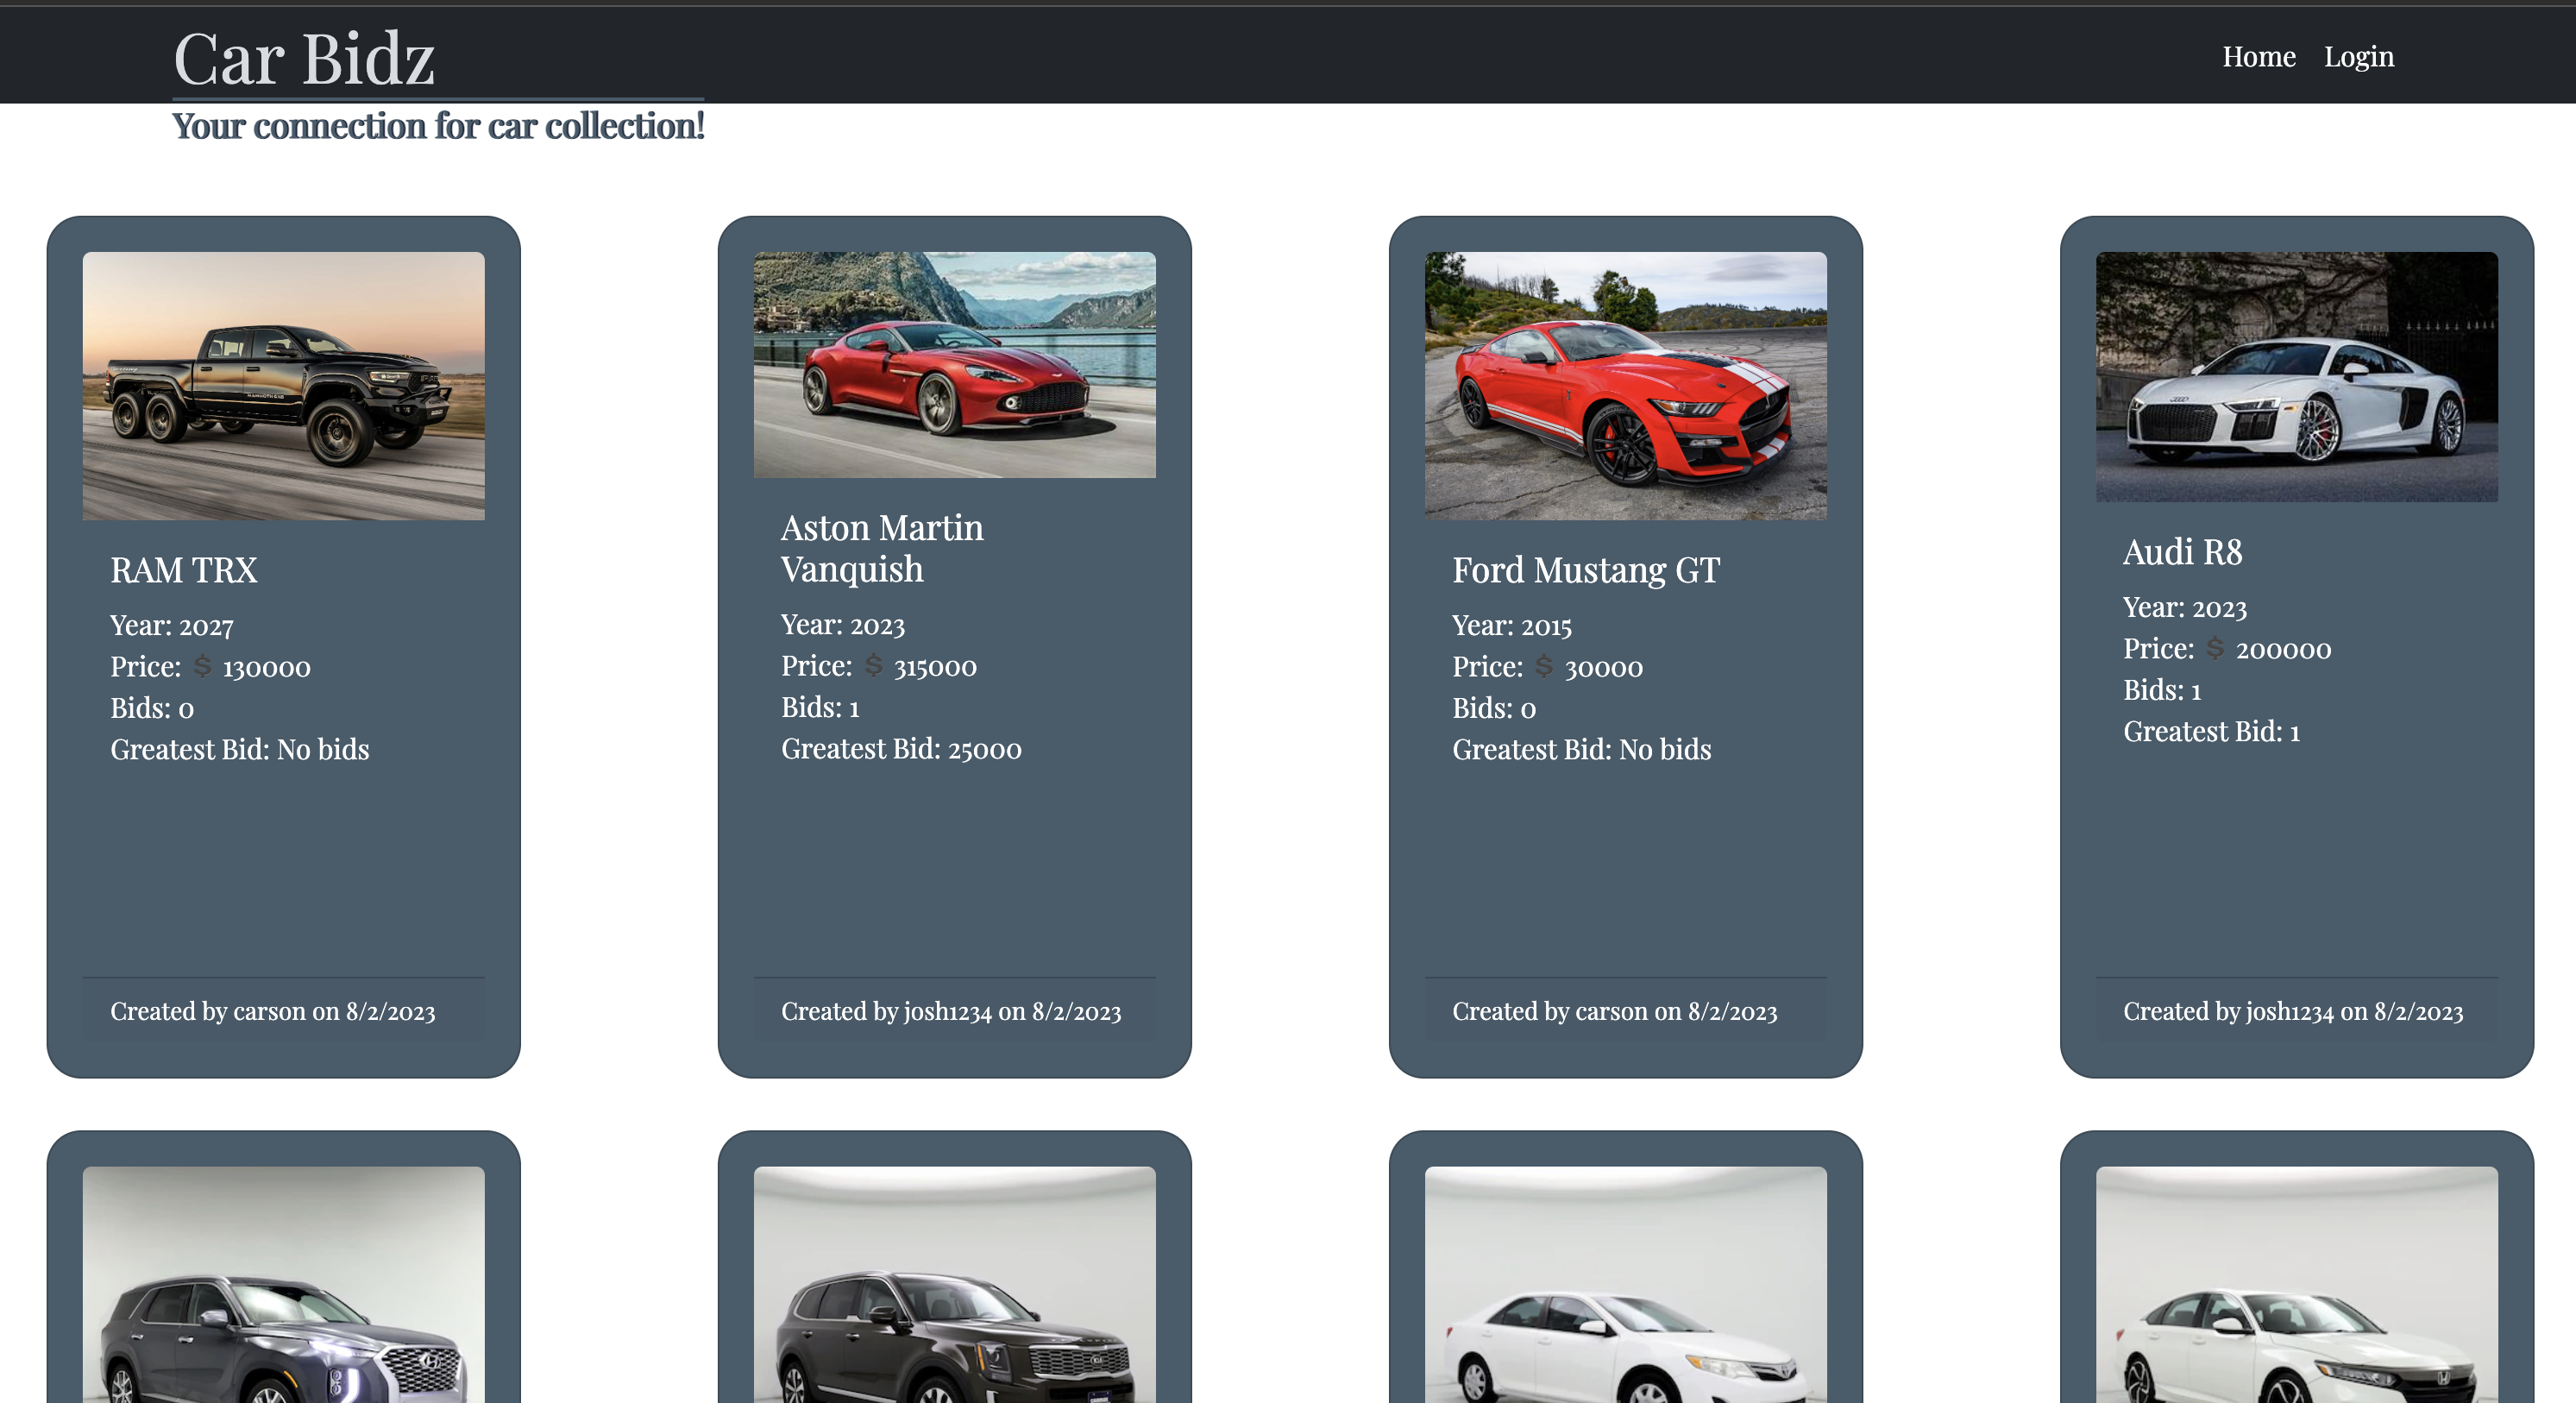 Car Bidz
Home Login
Your connection for car collection!
RAM TRX
Year: 2027
Price: $ 130000
Bids: 0
Greatest Bid: No bids
Created by carson on 8/2/2023
Aston Martin
Vanquish
Year: 2023
Price: $ 315000
Bids: 1
Greatest Bid: 25000
Created by josh1234 on 8/2/2023
Ford Mustang GT
Year: 2015
Price: $ 30000
Bids: 0
Greatest Bid: No bids
Created by carson on 8/2/2023
Audi R8
Year: 2023
Price: $ 200000
Bids: 1
Greatest Bid: 1
Created by josh1234 on 8/2/2023